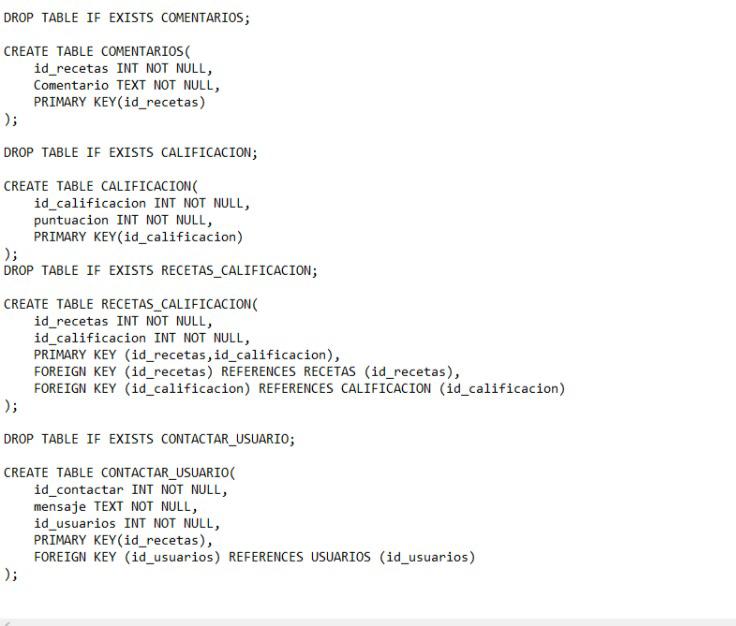 DROP TABLE IF EXISTS COMENTARIOS;
CREATE TABLE COMENTARIOS(
id_recetas INT NOT NULL,
Comentario TEXT NOT NULL,
PRIMARY KEY(id_recetas)
);
DROP TABLE IF EXISTS CALIFICACION;
CREATE TABLE CALIFICACION(
id_calificacion INT NOT NULL,
puntuacion INT NOT NULL,
PRIMARY KEY(id_calificacion)
);
DROP TABLE IF EXISTS RECETAS_CALIFICACION;
CREATE TABLE RECETAS_CALIFICACION(
id_recetas INT NOT NULL,
id_calificacion INT NOT NULL,
PRIMARY KEY (id_recetas,id_calificacion),
FOREIGN KEY (id_recetas) REFERENCES RECETAS (id_recetas),
FOREIGN KEY (id_calificacion) REFERENCES CALIFICACION (id_calificacion)
);
DROP TABLE IF EXISTS CONTACTAR_USUARIO;
CREATE TABLE CONTACTAR_USUARIO(
id_contactar INT NOT NULL,
mensaje TEXT NOT NULL,
id_usuarios INT NOT NULL,
PRIMARY KEY(id_recetas),
FOREIGN KEY (id_usuarios) REFERENCES USUARIOS (id_usuarios)
);